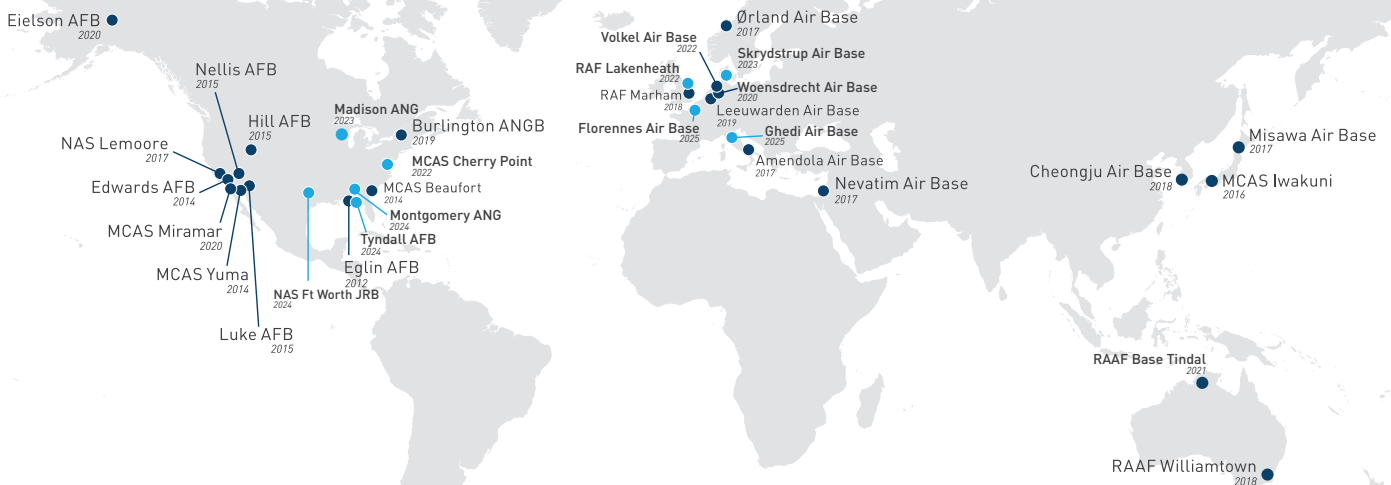 Eielson AFB
2020
Nellis AFB
2015
Hill AFB
2015
Madison ANG
2023
Burlington ANGB
2019
NAS Lemoore
2017
MCAS Cherry Point
2022
Edwards AFB
2014
MCAS Beaufort
2014
Montgomery ANG
2024
MCAS Miramar
2020
Tyndall AFB
2024
MCAS Yuma
2014
Eglin AFB
2012
NAS Ft Worth JRB
2024
Luke AFB
2015
Ørland Air Base
2017
Volkel Air Base
2022
Skrydstrup Air Base
2023
RAF Lakenheath
2022
Woensdrecht Air Base
2020
RAF Marham
2018
Leeuwarden Air Base
2019
Florennes Air Base
2025
Ghedi Air Base
2025
Amendola Air Base
2017
Nevatim Air Base
2017
Misawa Air Base
2017
Cheongju Air Base
2018
MCAS Iwakuni
2016
RAAF Base Tindal
2021
RAAF Williamtown
2018